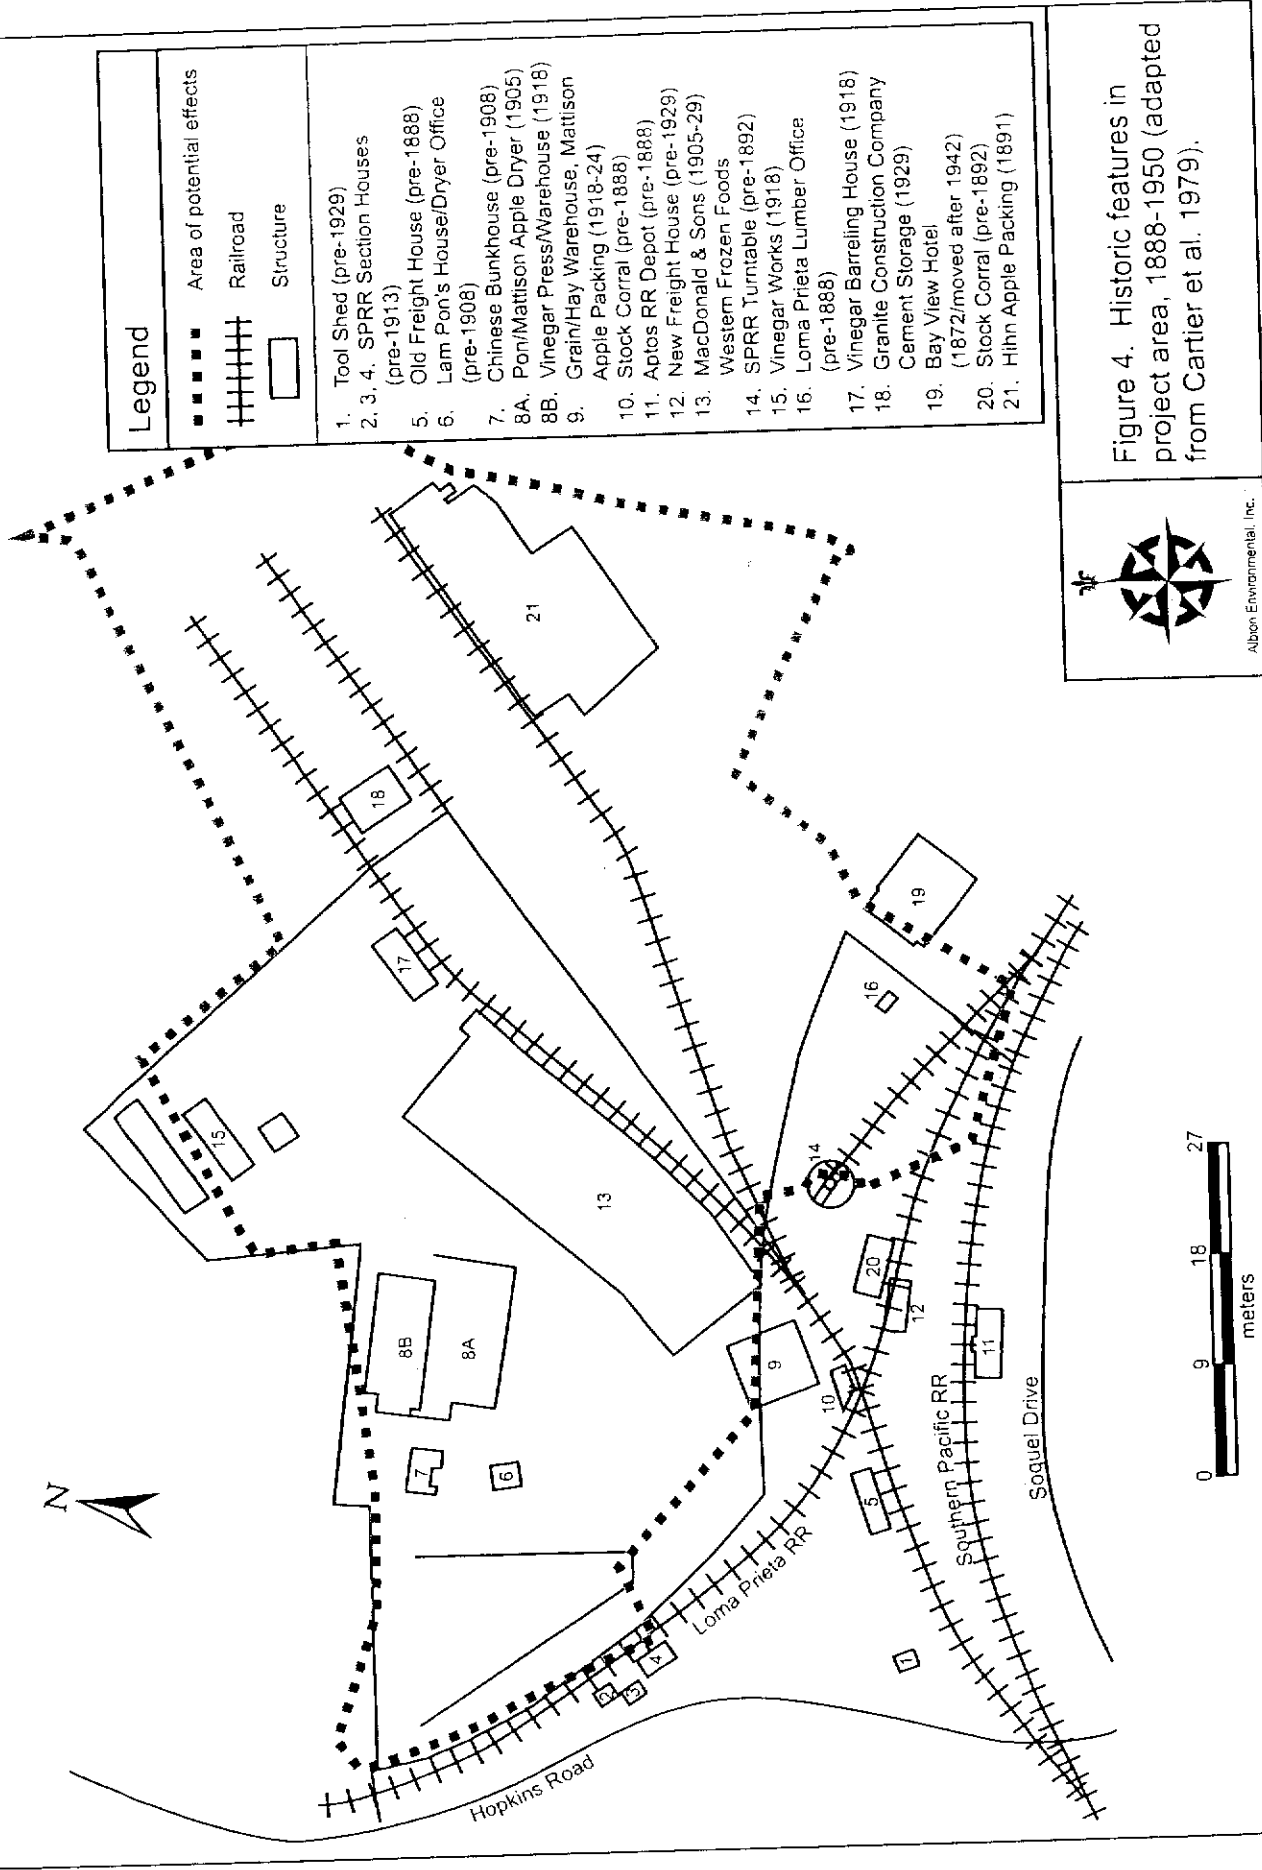 Legend
Area of potential effects
Railroad
Structure
1. Tool Shed (pre-1929)
2, 3, 4. SPRR Section Houses
(pre-1913)
5. Old Freight House (pre-1888)
6. Lam Pon's House/Dryer Office
(pre-1908)
7. Chinese Bunkhouse (pre-1908)
8A. Pon/Mattison Apple Dryer (1905)
8B. Vinegar Press/Warehouse (1918)
9. Grain/Hay Warehouse, Mattison
Apple Packing (1918-24)
10. Stock Corral (pre-1888)
11. Aptos RR Depot (pre-1888)
12. New Freight House (pre-1929)
13. MacDonald & Sons (1905-29)
Western Frozen Foods
14. SPRR Turntable (pre-1892)
15. Vinegar Works (1918)
16. Loma Prieta Lumber Office
(pre-1888)
17. Vinegar Barreling House (1918)
18. Granite Construction Company
Cement Storage (1929)
19. Bay View Hotel
(1872/moved after 1942)
20. Stock Corral (pre-1892)
21. Hihn Apple Packing (1891)
Figure 4. Historic features in
project area, 1888-1950 (adapted
from Cartier et al. 1979).
Albion Environmental, Inc.
N
21
18
17
15
13
8B
8A
7
6
9
10
14
16
19
20
12
11
5
4
2
3
1
Loma Prieta RR
Hopkins Road
Southern Pacific RR
Soquel Drive
0 9 18 27
meters